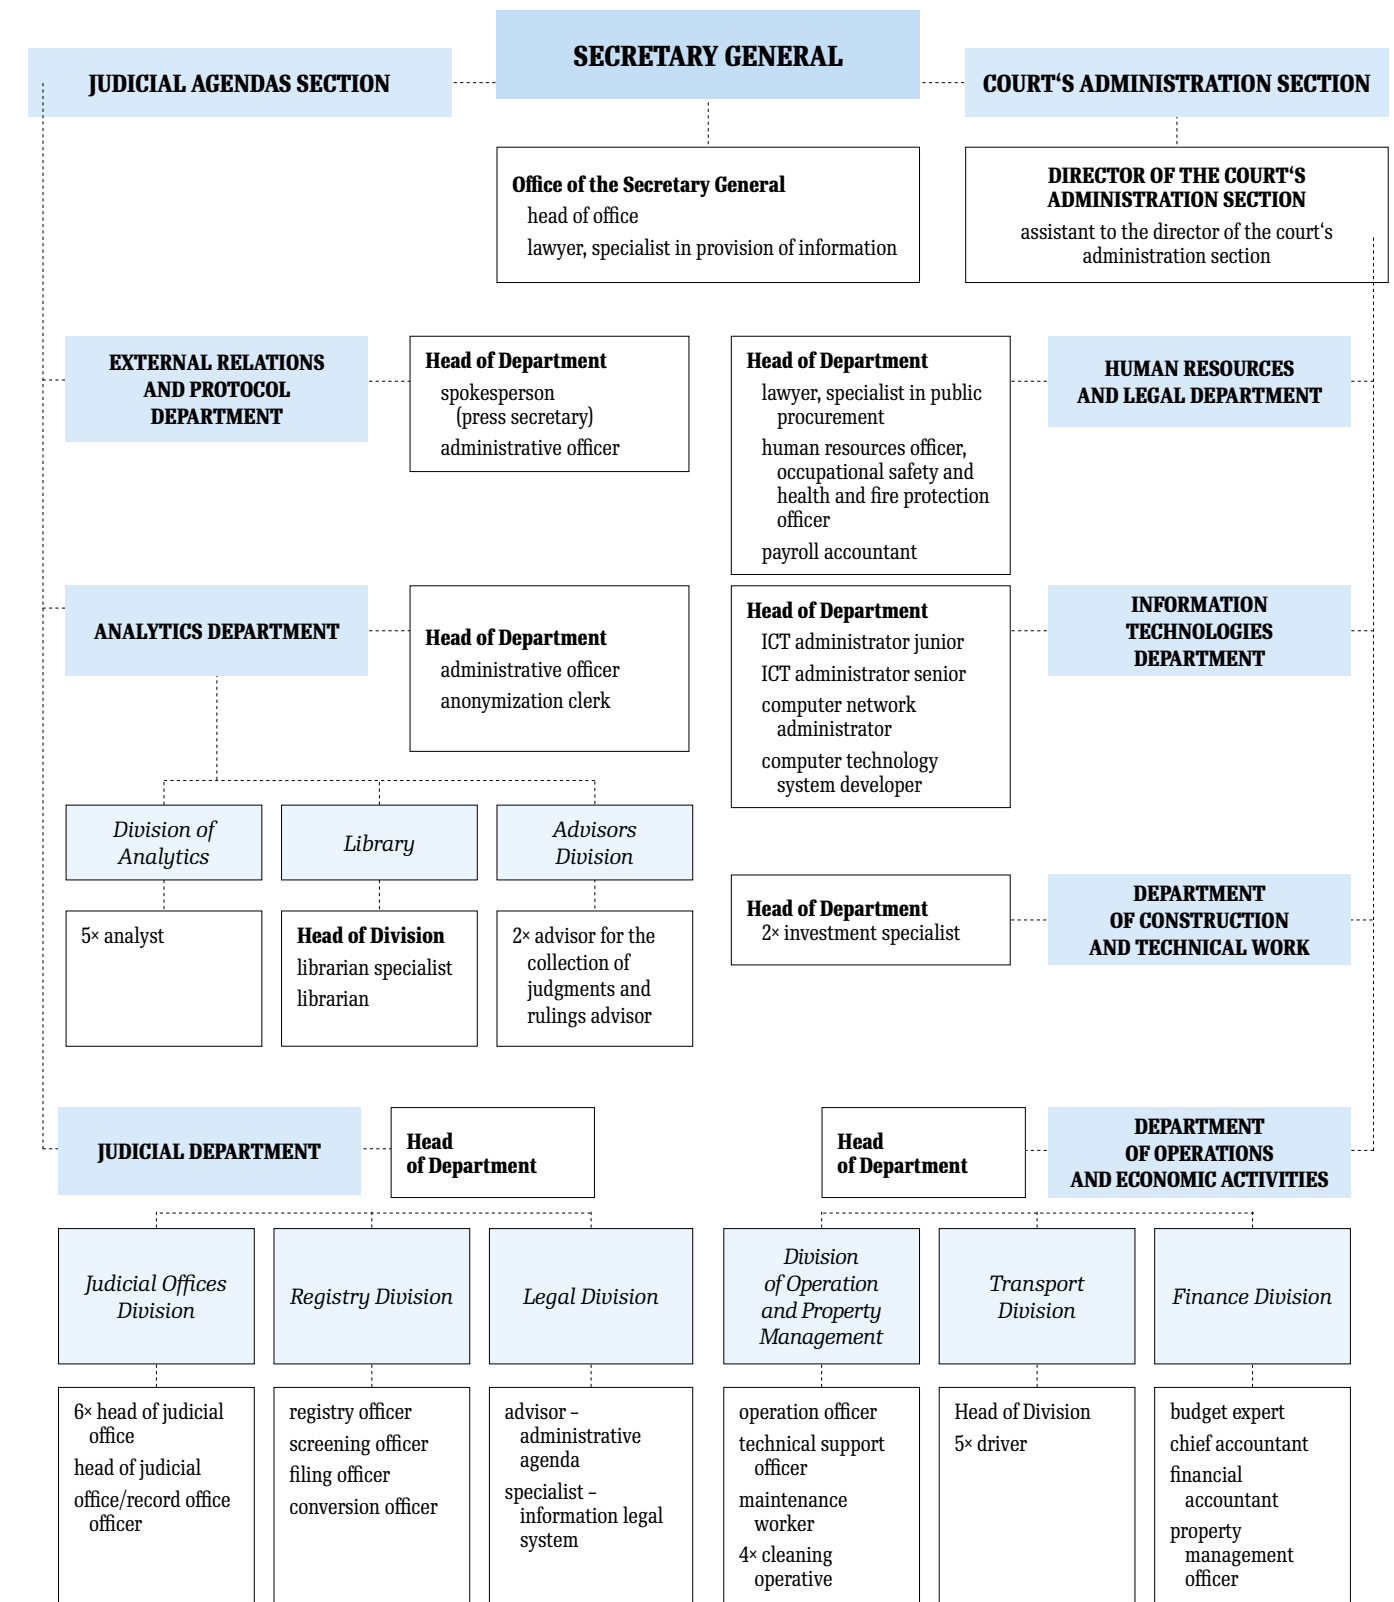 SECRETARY GENERAL
JUDICIAL AGENDAS SECTION
COURT‘S ADMINISTRATION SECTION
Office of the Secretary General
head of office
lawyer, specialist in provision of information
DIRECTOR OF THE COURT‘S
ADMINISTRATION SECTION
assistant to the director of the court‘s
administration section
EXTERNAL RELATIONS
AND PROTOCOL
DEPARTMENT
Head of Department
spokesperson
(press secretary)
administrative officer
Head of Department
lawyer, specialist in public
procurement
human resources officer,
occupational safety and
health and fire protection
officer
payroll accountant
HUMAN RESOURCES
AND LEGAL DEPARTMENT
ANALYTICS DEPARTMENT
Head of Department
administrative officer
anonymization clerk
Head of Department
ICT administrator junior
ICT administrator senior
computer network
administrator
computer technology
system developer
INFORMATION
TECHNOLOGIES
DEPARTMENT
Division of
Analytics
Library
Advisors
Division
5× analyst
Head of Division
librarian specialist
librarian
2× advisor for the
collection of
judgments and
rulings advisor
Head of Department
2× investment specialist
DEPARTMENT
OF CONSTRUCTION
AND TECHNICAL WORK
JUDICIAL DEPARTMENT
Head
of Department
Head
of Department
DEPARTMENT
OF OPERATIONS
AND ECONOMIC ACTIVITIES
Judicial Offices
Division
Registry Division
Legal Division
Division
of Operation
and Property
Management
Transport
Division
Finance Division
6× head of judicial
office
head of judicial
office/record office
officer
registry officer
screening officer
filing officer
conversion officer
advisor –
administrative
agenda
specialist –
information legal
system
operation officer
technical support
officer
maintenance
worker
4× cleaning
operative
Head of Division
5× driver
budget expert
chief accountant
financial
accountant
property
management
officer